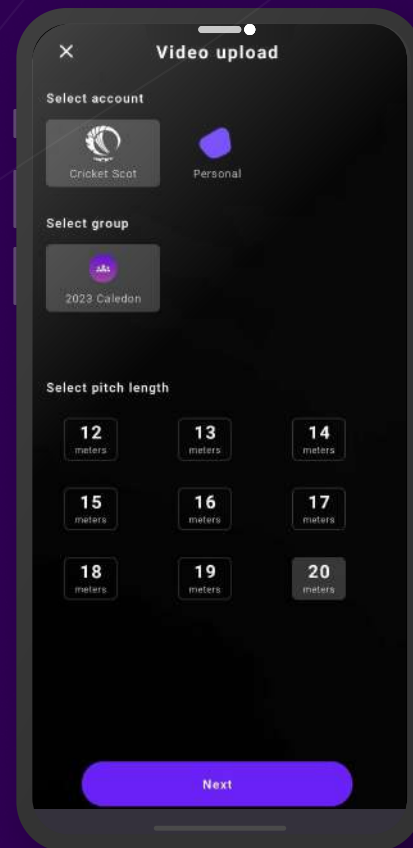 Video upload
Select account
Cricket Scot
Personal
Select group
2023 Caledon
Select pitch length
12 13 14
meters meters meters
15 16 17
meters meters meters
18 19 20
meters meters meters
Next